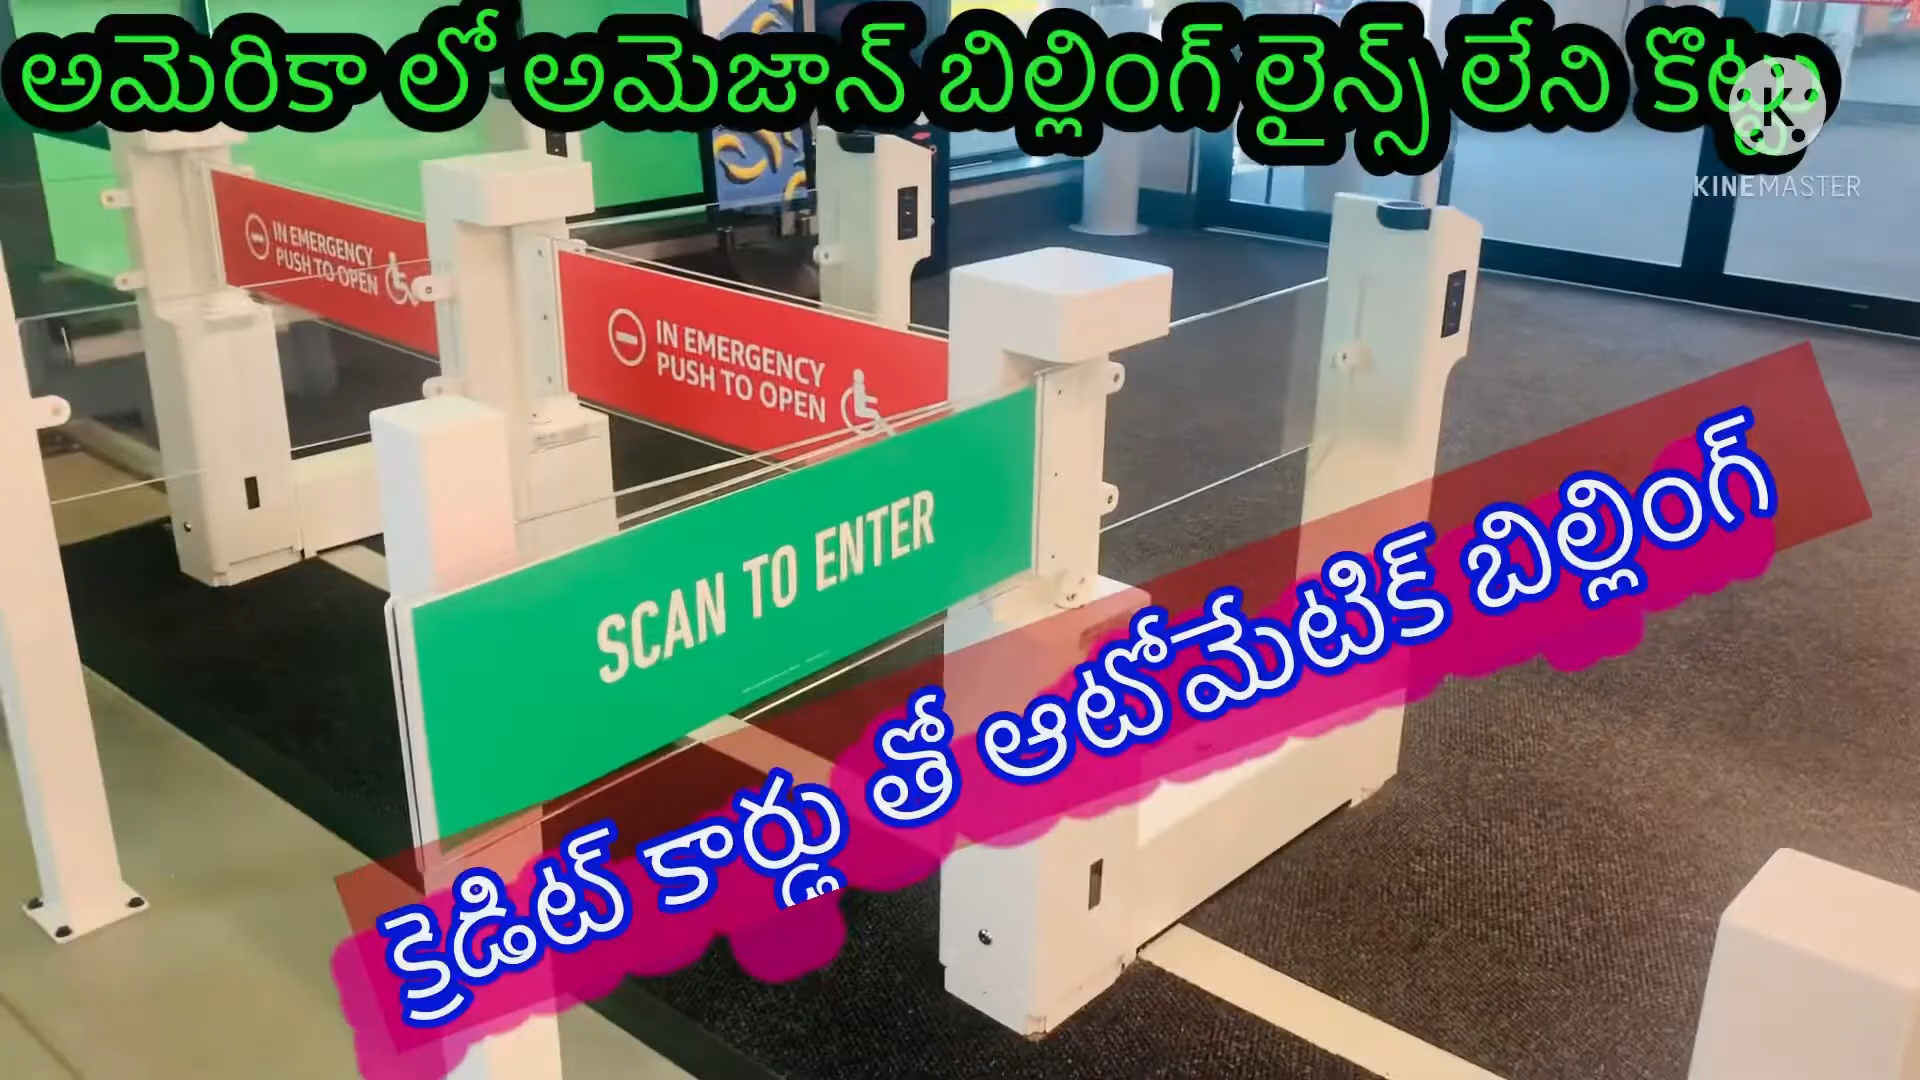 అమెరికా లో అమెజాన్ బిల్లింగ్ లైన్స్ లేని కొట్టు
K
KINEMASTER
IN EMERGENCY
PUSH TO OPEN
IN EMERGENCY
PUSH TO OPEN
SCAN TO ENTER
క్రెడిట్ కార్డు తో ఆటోమేటిక్ బిల్లింగ్